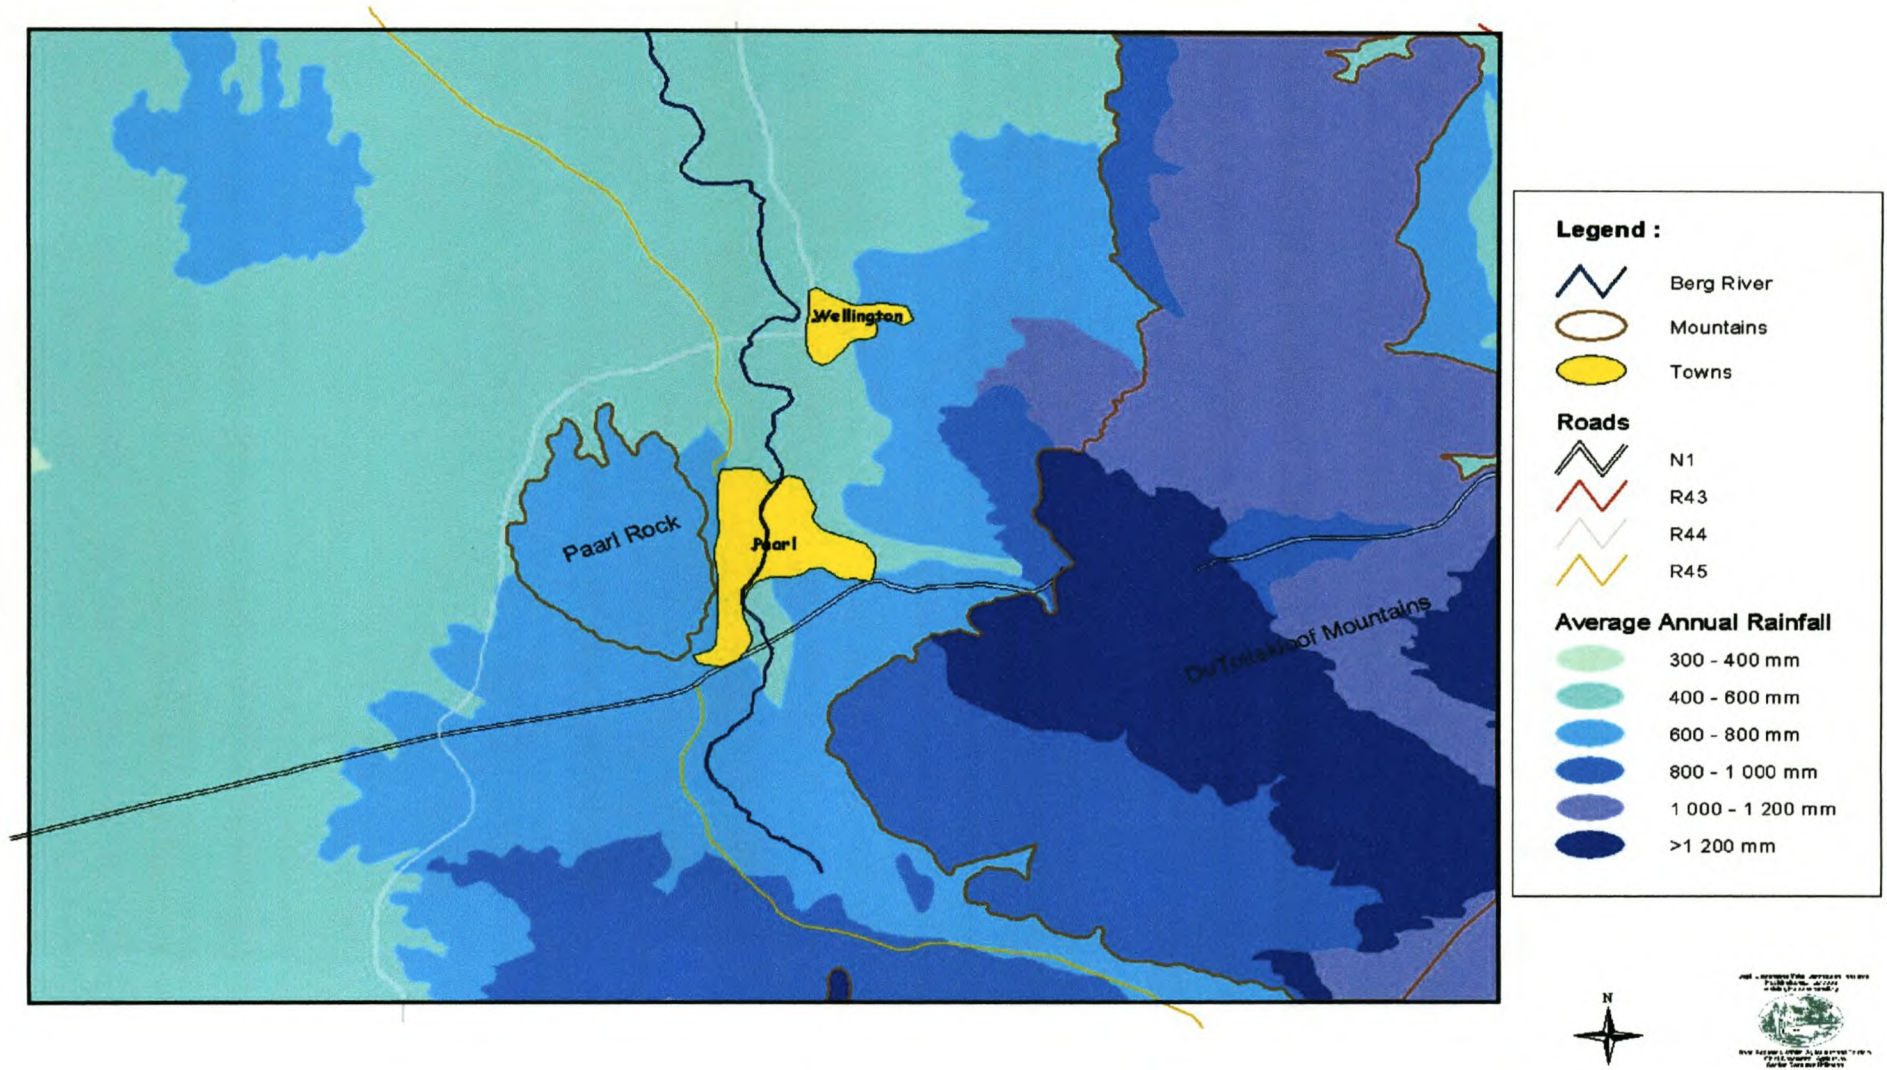 Wellington
Paarl Rock
Paarl
DuToitskloof Mountains
Legend :
Berg River
Mountains
Towns
Roads
N1
R43
R44
R45
Average Annual Rainfall
300 - 400 mm
400 - 600 mm
600 - 800 mm
800 - 1 000 mm
1 000 - 1 200 mm
>1 200 mm
N